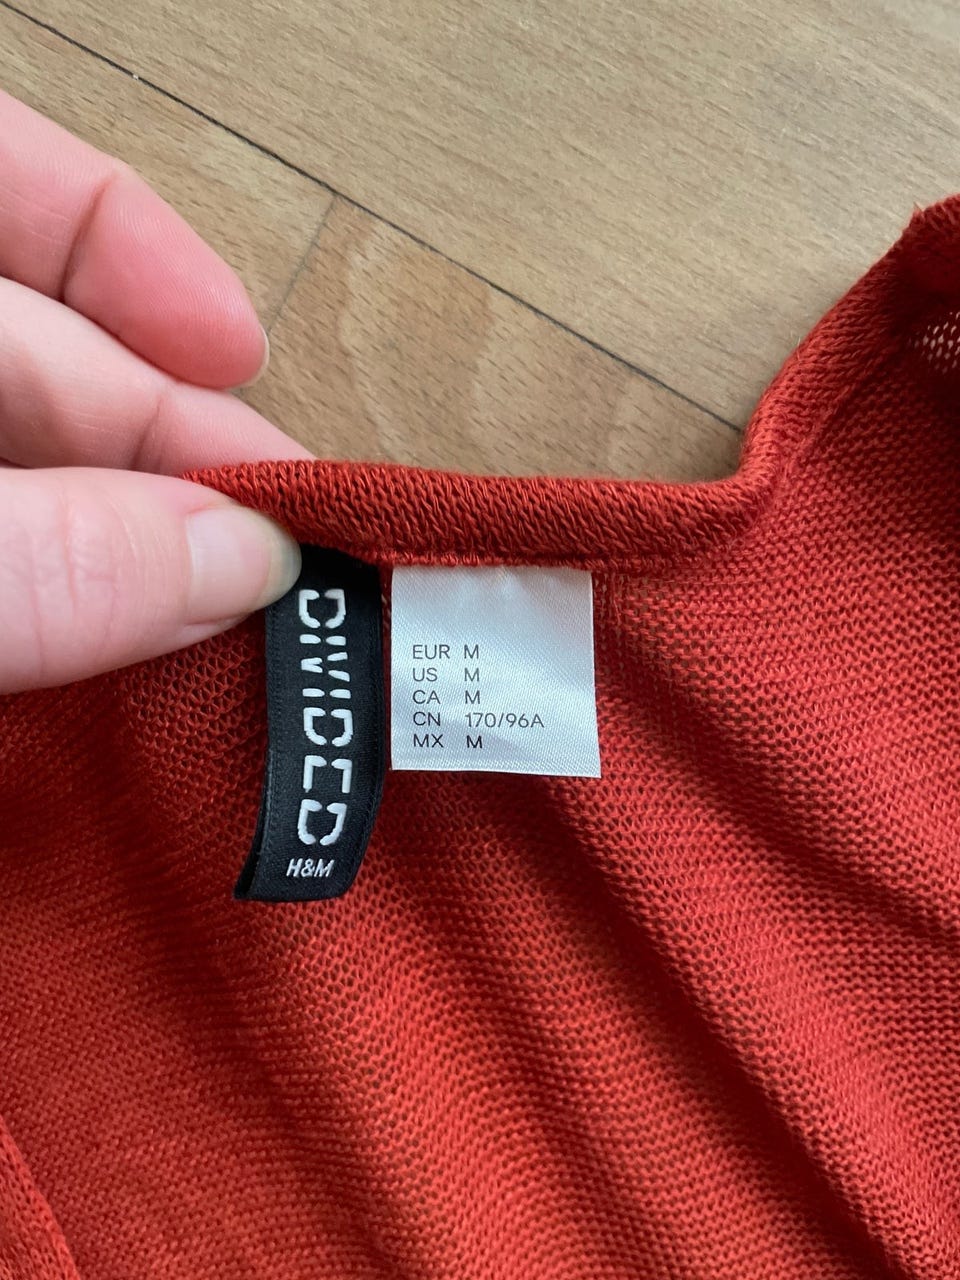 DIVIDED
H&M
EUR M
US M
CA M
CN 170/96A
MX M